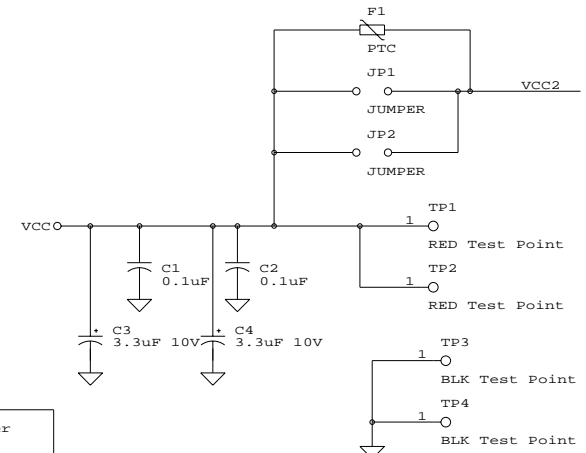 F1
PTC
JP1
VCC2
JUMPER
JP2
JUMPER
TP1
VCC
1
RED Test Point
C1
0.1uF
C2
0.1uF
TP2
1
RED Test Point
C3
3.3uF 10V
C4
3.3uF 10V
TP3
1
BLK Test Point
TP4
1
BLK Test Point
er